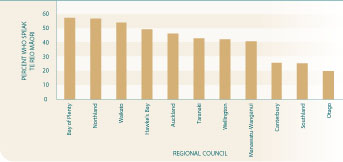 PERCENT WHO SPEAK
TE REO MĀORI
60
50
40
30
20
10
0
Bay of Plenty
Northland
Waikato
Hawke's Bay
Auckland
Taranaki
Wellington
Manawatu Wanganui
Canterbury
Southland
Otago
REGIONAL COUNCIL